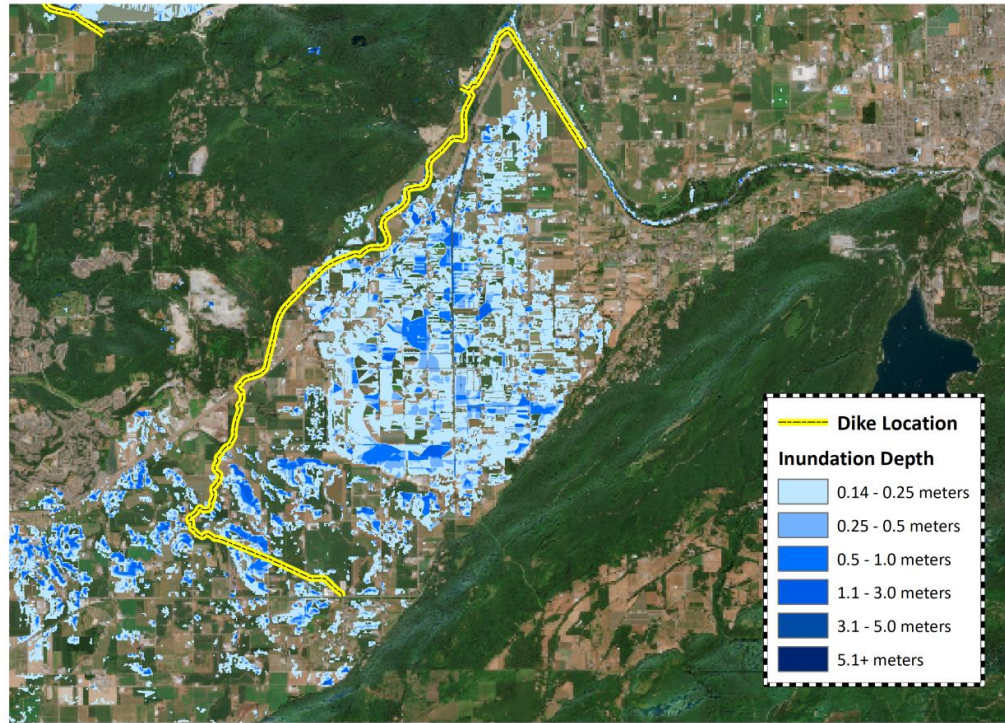 Dike Location
Inundation Depth
0.14 - 0.25 meters
0.25 - 0.5 meters
0.5 - 1.0 meters
1.1 - 3.0 meters
3.1 - 5.0 meters
5.1+ meters